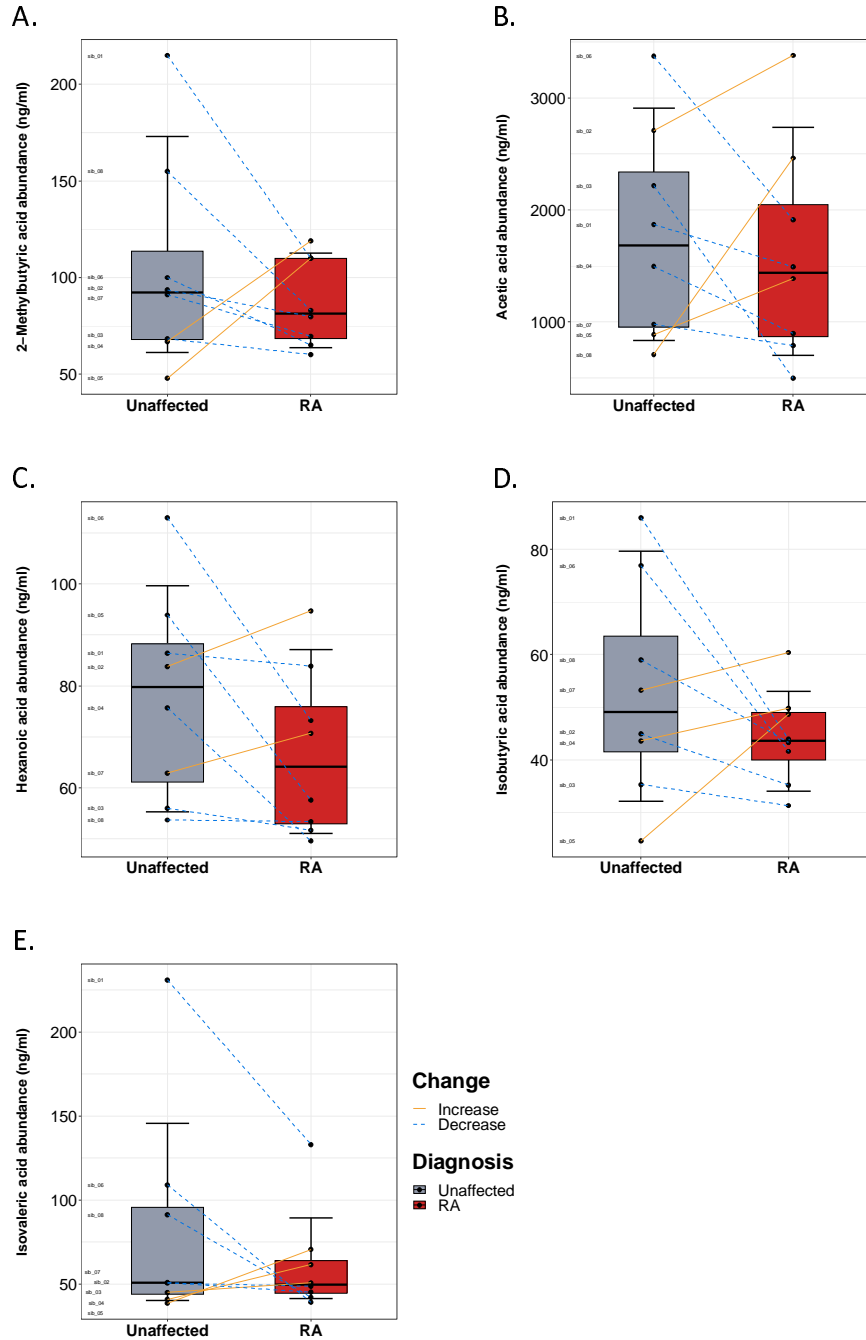 A.
2−Methylbutyric acid abundance (ng/ml)
200
150
100
50
sib_01
sib_08
sib_06
sib_02
sib_07
sib_03
sib_04
sib_05
Unaffected RA
B.
Acetic acid abundance (ng/ml)
3000
2000
1000
sib_06
sib_02
sib_03
sib_01
sib_04
sib_07
sib_05
sib_08
Unaffected RA
C.
Hexanoic acid abundance (ng/ml)
100
80
60
sib_06
sib_05
sib_01
sib_02
sib_04
sib_07
sib_03
sib_08
Unaffected RA
D.
Isobutyric acid abundance (ng/ml)
80
60
40
sib_01
sib_06
sib_08
sib_07
sib_02
sib_04
sib_03
sib_05
Unaffected RA
E.
Isovaleric acid abundance (ng/ml)
200
150
100
50
sib_01
sib_06
sib_08
sib_07
sib_02
sib_03
sib_04
sib_05
Unaffected RA
Change
Increase
Decrease
Diagnosis
Unaffected
RA